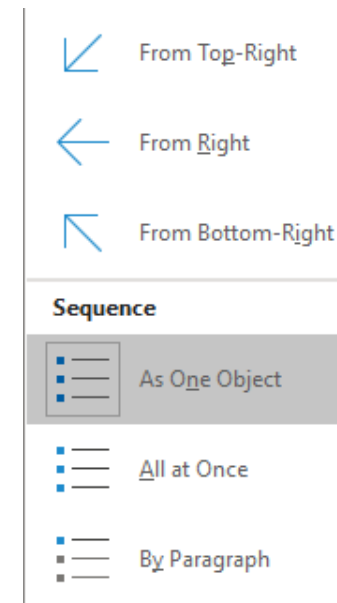 From Top-Right
From Right
From Bottom-Right
Sequence
As One Object
All at Once
By Paragraph